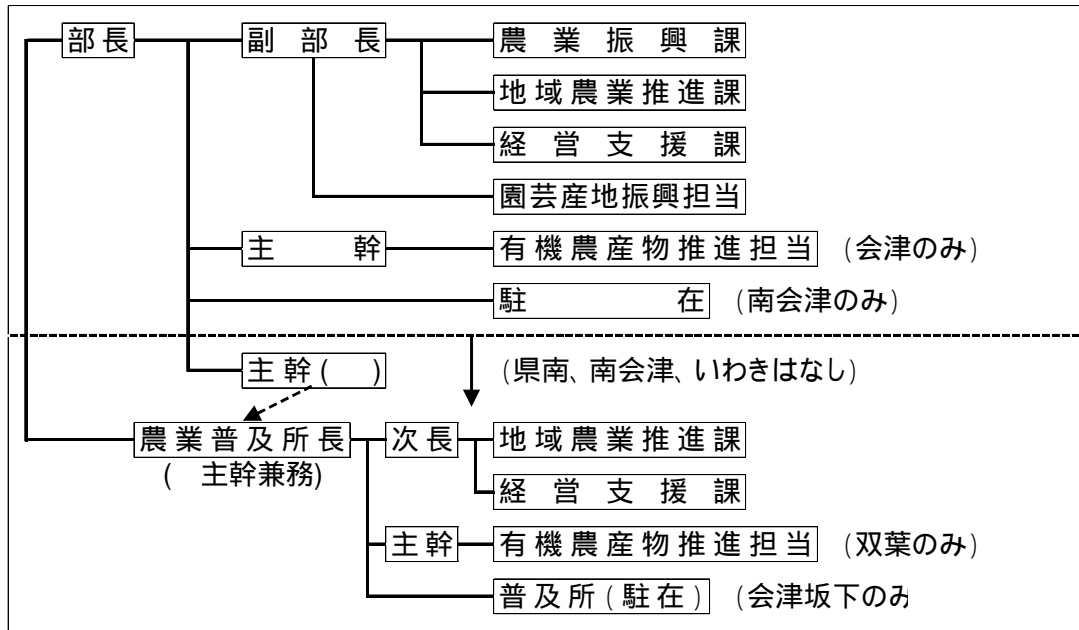 部長 副部長 農業振興課
地域農業推進課
経営支援課
園芸産地振興担当
主幹 有機農産物推進担当 (会津のみ)
駐在 (南会津のみ)
主幹( ) (県南、南会津、いわきはなし)
農業普及所長 次長 地域農業推進課
( 主幹兼務)
経営支援課
主幹 有機農産物推進担当 (双葉のみ)
普及所(駐在) (会津坂下のみ